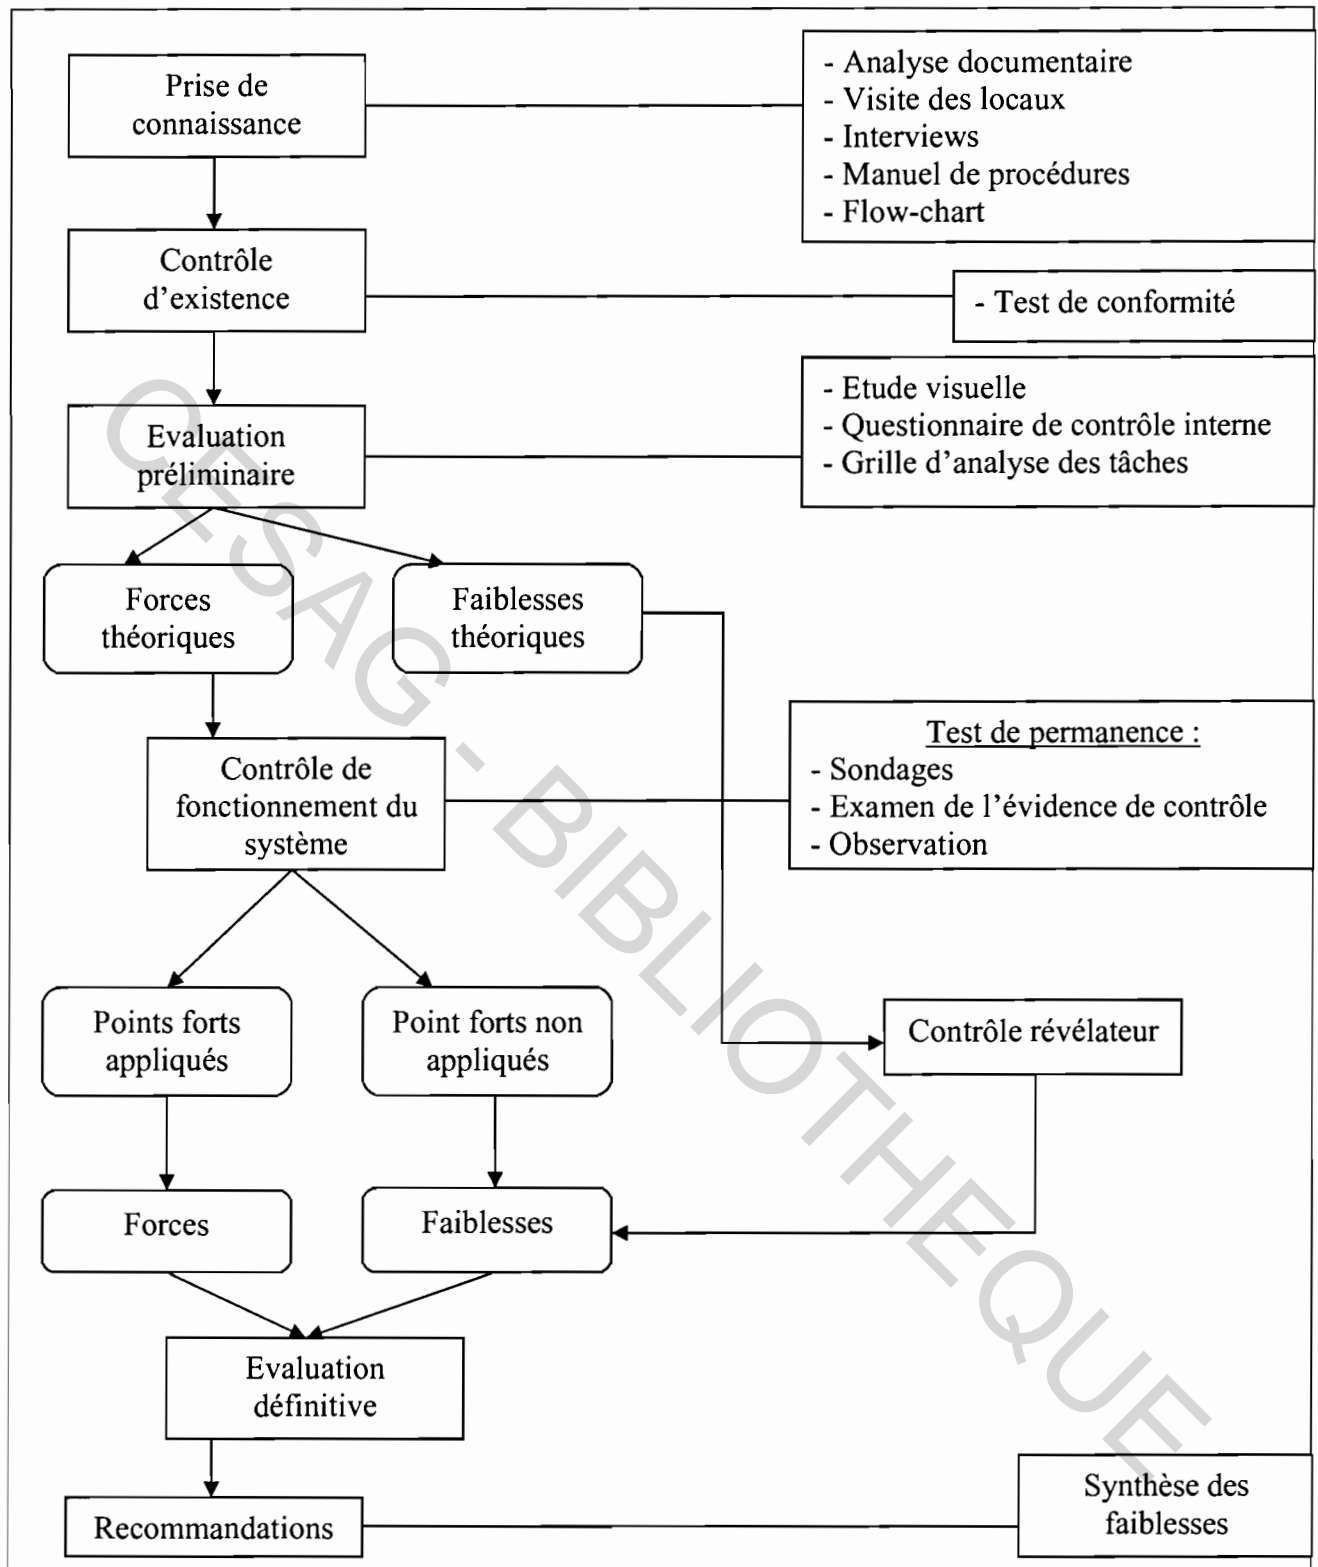 Prise de
connaissance
- Analyse documentaire
- Visite des locaux
- Interviews
- Manuel de procédures
- Flow-chart
Contrôle
d’existence
- Test de conformité
Evaluation
préliminaire
- Etude visuelle
- Questionnaire de contrôle interne
- Grille d’analyse des tâches
Forces
théoriques
Faiblesses
théoriques
Contrôle de
fonctionnement du
système
Test de permanence :
- Sondages
- Examen de l’évidence de contrôle
- Observation
Points forts
appliqués
Point forts non
appliqués
Contrôle révélateur
Forces
Faiblesses
Evaluation
définitive
Recommandations
Synthèse des
faiblesses
CESAG - BIBLIOTHEQUE